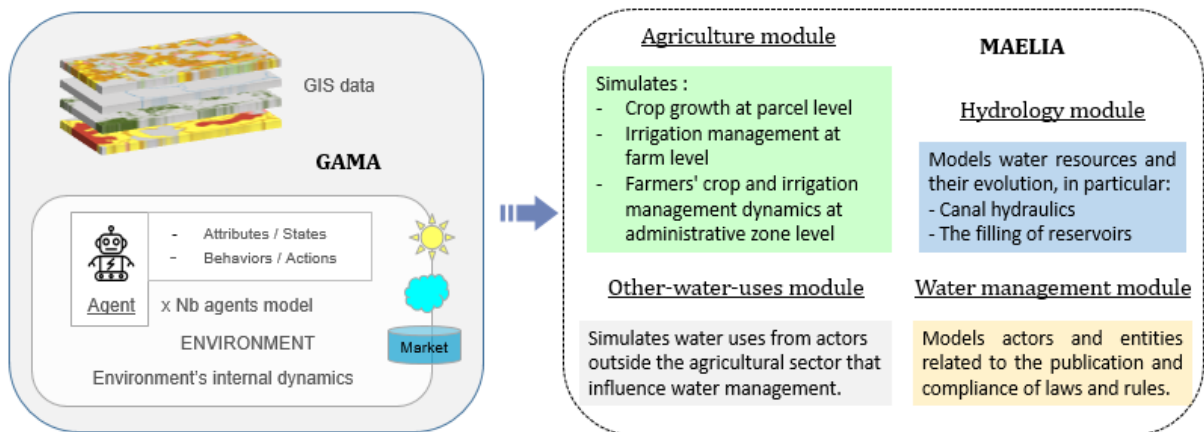 GIS data
GAMA
- Attributes / States
- Behaviors / Actions
Agent
x Nb agents model
ENVIRONMENT
Market
Environment's internal dynamics
MAELIA
Agriculture module
Simulates :
- Crop growth at parcel level
- Irrigation management at
farm level
- Farmers' crop and irrigation
management dynamics at
administrative zone level
Hydrology module
Models water resources and
their evolution, in particular:
- Canal hydraulics
- The filling of reservoirs
Other-water-uses module
Simulates water uses from actors
outside the agricultural sector that
influence water management.
Water management module
Models actors and entities
related to the publication and
compliance of laws and rules.